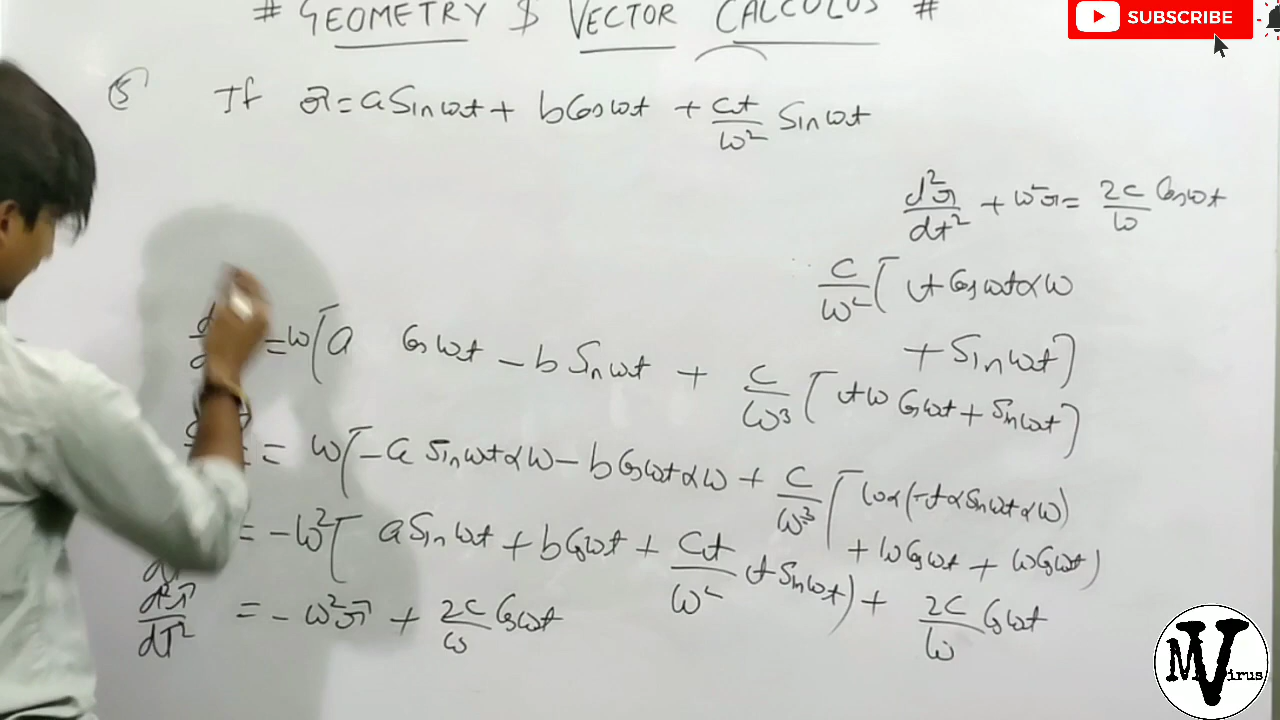 # GEOMETRY $ VECTOR CALCULUS #
SUBSCRIBE
If r = a Sin ωt + b Cos ωt + ct/ω² Sin ωt
d²r/dt² + ω²r = 2c/ω Cos ωt
c/ω² [ t Cos ωt × ω
+ Sin ωt ]
= ω [ a Cos ωt - b Sin ωt + c/ω³ [ tω Cos ωt + Sin ωt ]
= ω [ -a Sin ωt × ω - b Cos ωt × ω + c/ω³ [ ω × (-t × Sin ωt × ω)
+ ω Cos ωt + ω Cos ωt )
= -ω² [ a Sin ωt + b Cos ωt + ct/ω² (t Sin ωt ) + 2c/ω Cos ωt
d²r/dT² = -ω²r + 2c/ω Cos ωt
MVirus